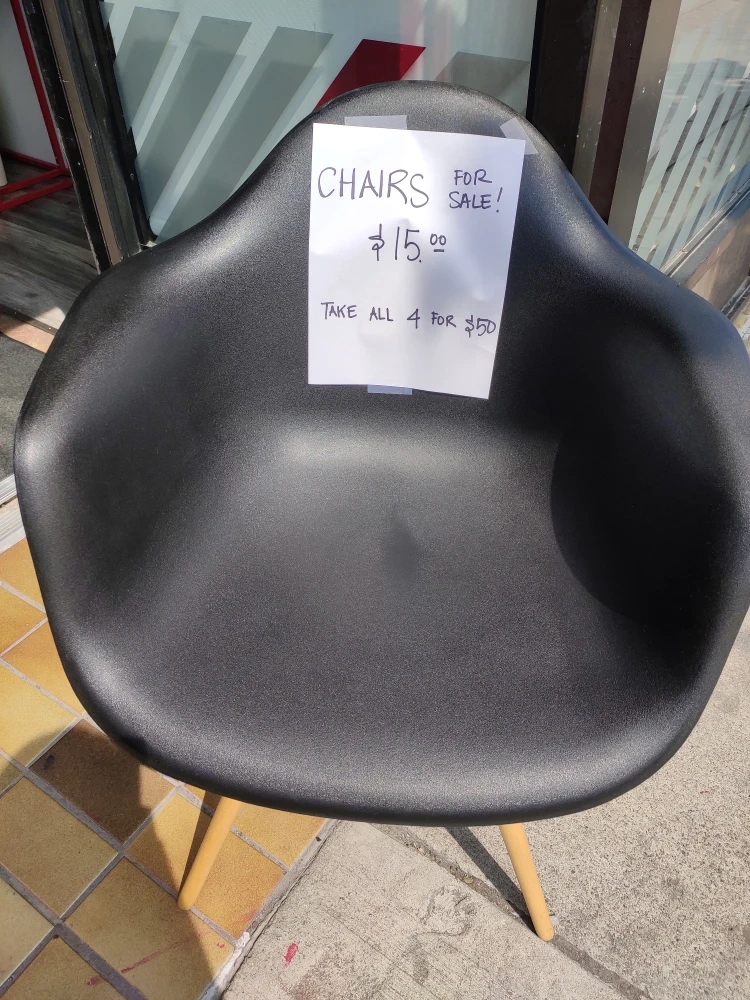 CHAIRS FOR SALE!
$15.00
TAKE ALL 4 FOR $50